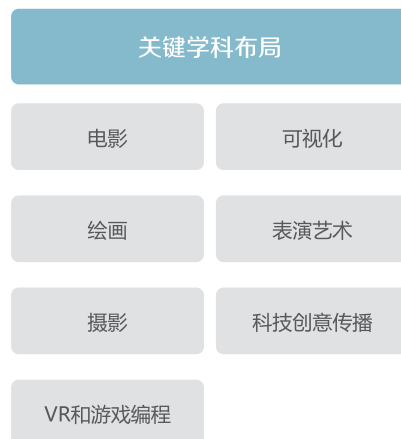 关键学科布局
电影
可视化
绘画
表演艺术
摄影
科技创意传播
VR和游戏编程